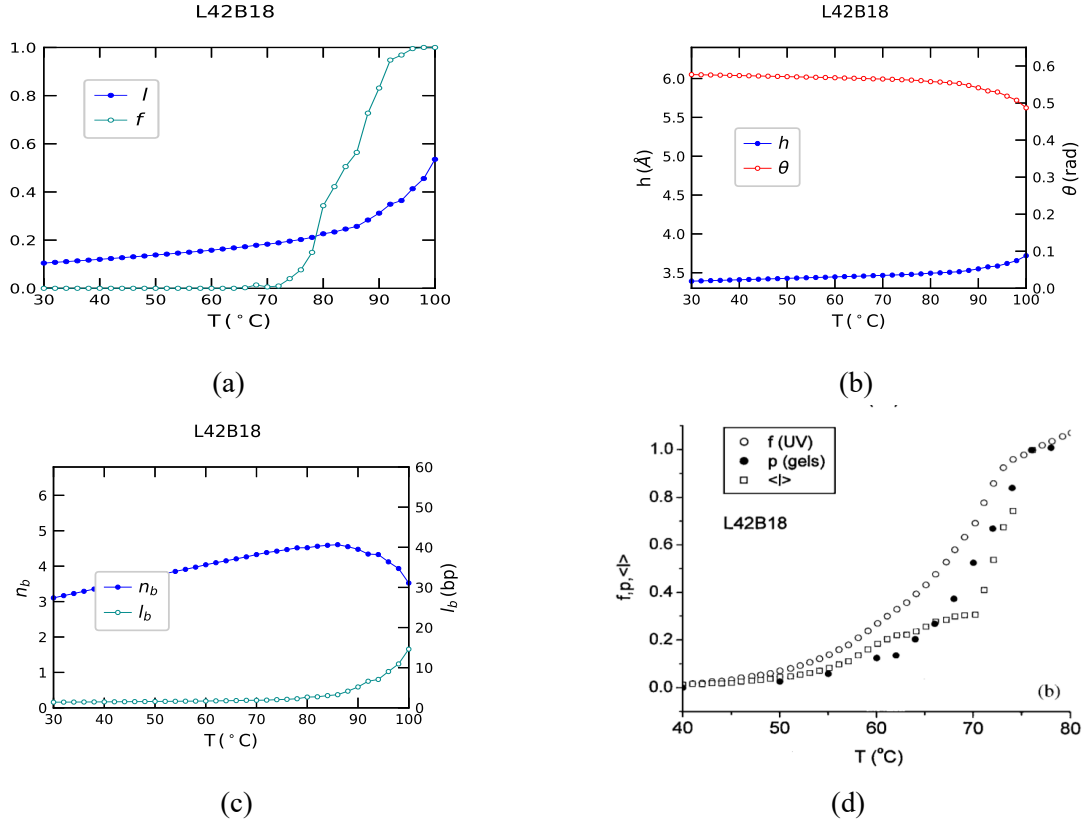 L42B18
1.0
0.8
0.6
0.4
0.2
0.0
l
f
30 40 50 60 70 80 90 100
T (°C)
(a)
L42B18
6.0
5.5
5.0
4.5
4.0
3.5
h (Å)
h
θ
0.6
0.5
0.4
0.3
0.2
0.1
0.0
θ (rad)
30 40 50 60 70 80 90 100
T (°C)
(b)
L42B18
6
5
4
3
2
1
0
n_b
n_b
l_b
60
50
40
30
20
10
0
l_b (bp)
30 40 50 60 70 80 90 100
T (°C)
(c)
f (UV)
p (gels)
<l>
L42B18
1.0
0.8
0.6
0.4
0.2
0.0
f,p,<l>
(b)
40 50 60 70 80
T (°C)
(d)